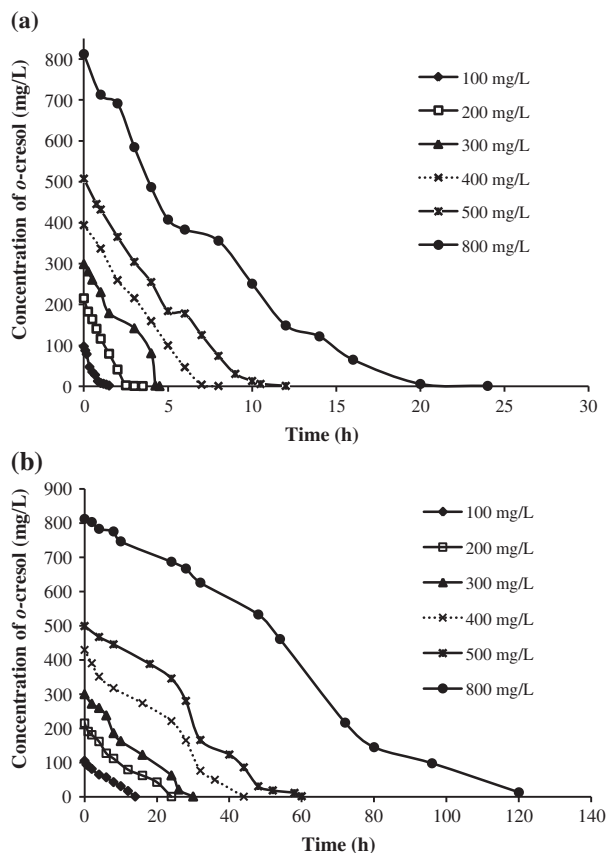 (a)
Concentration of o-cresol (mg/L)
800
700
600
500
400
300
200
100
0
0 5 10 15 20 25 30
Time (h)
100 mg/L
200 mg/L
300 mg/L
400 mg/L
500 mg/L
800 mg/L
(b)
Concentration of o-cresol (mg/L)
900
800
700
600
500
400
300
200
100
0
0 20 40 60 80 100 120 140
Time (h)
100 mg/L
200 mg/L
300 mg/L
400 mg/L
500 mg/L
800 mg/L